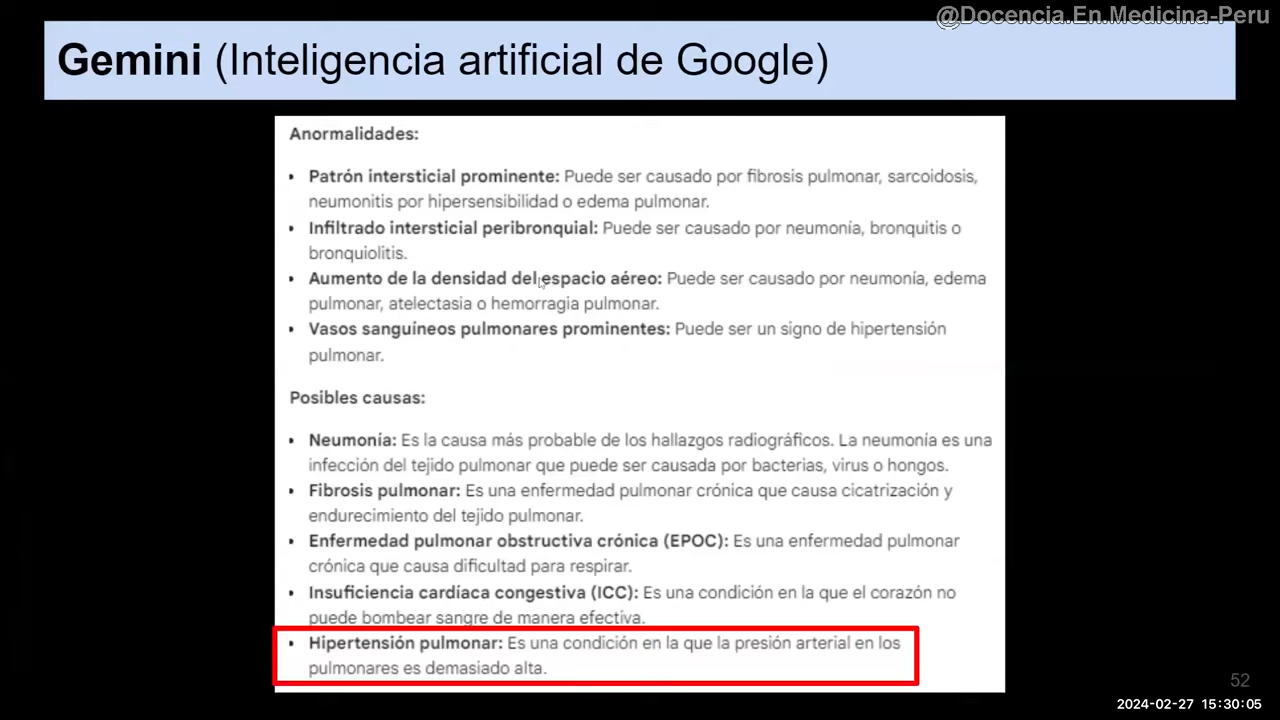 @Docencia.En.Medicina-Peru
Gemini (Inteligencia artificial de Google)
Anormalidades:
• Patrón intersticial prominente: Puede ser causado por fibrosis pulmonar, sarcoidosis,
neumonitis por hipersensibilidad o edema pulmonar.
• Infiltrado intersticial peribronquial: Puede ser causado por neumonía, bronquitis o
bronquiolitis.
• Aumento de la densidad del espacio aéreo: Puede ser causado por neumonía, edema
pulmonar, atelectasia o hemorragia pulmonar.
• Vasos sanguíneos pulmonares prominentes: Puede ser un signo de hipertensión
pulmonar.
Posibles causas:
• Neumonía: Es la causa más probable de los hallazgos radiográficos. La neumonía es una
infección del tejido pulmonar que puede ser causada por bacterias, virus o hongos.
• Fibrosis pulmonar: Es una enfermedad pulmonar crónica que causa cicatrización y
endurecimiento del tejido pulmonar.
• Enfermedad pulmonar obstructiva crónica (EPOC): Es una enfermedad pulmonar
crónica que causa dificultad para respirar.
• Insuficiencia cardíaca congestiva (ICC): Es una condición en la que el corazón no
puede bombear sangre de manera efectiva.
• Hipertensión pulmonar: Es una condición en la que la presión arterial en los
pulmonares es demasiado alta.
52
2024-02-27 15:30:05